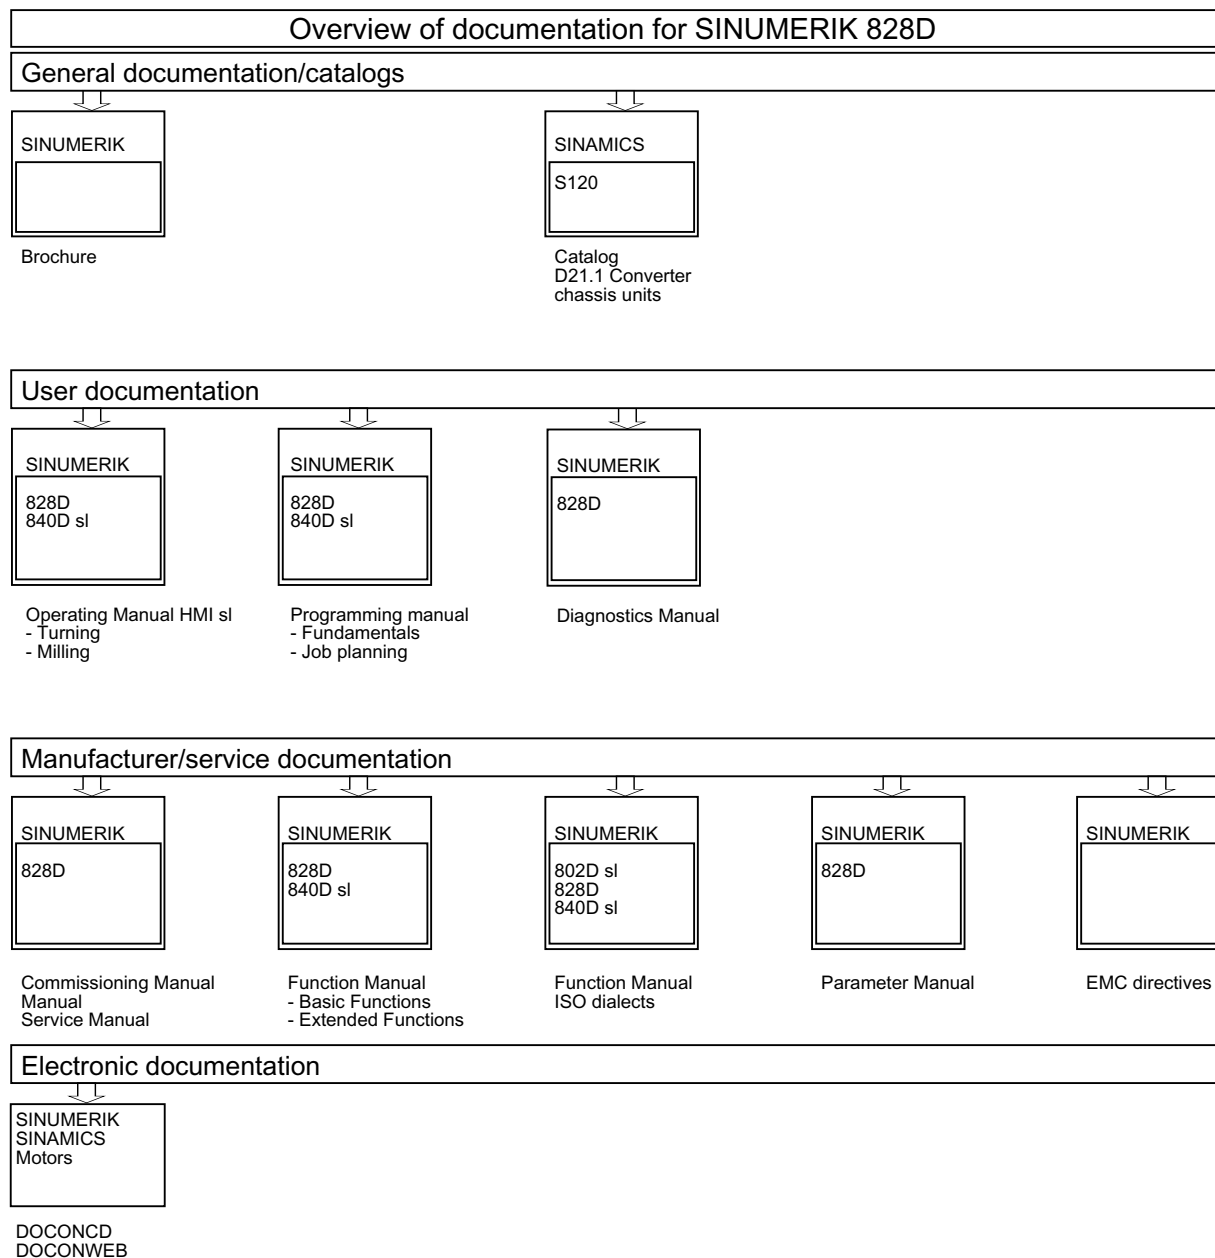 Overview of documentation for SINUMERIK 828D
General documentation/catalogs
SINUMERIK
Brochure
SINAMICS
S120
Catalog
D21.1 Converter
chassis units
User documentation
SINUMERIK
828D
840D sl
Operating Manual HMI sl
- Turning
- Milling
SINUMERIK
828D
840D sl
Programming manual
- Fundamentals
- Job planning
SINUMERIK
828D
Diagnostics Manual
Manufacturer/service documentation
SINUMERIK
828D
Commissioning Manual
Manual
Service Manual
SINUMERIK
828D
840D sl
Function Manual
- Basic Functions
- Extended Functions
SINUMERIK
802D sl
828D
840D sl
Function Manual
ISO dialects
SINUMERIK
828D
Parameter Manual
SINUMERIK
EMC directives
Electronic documentation
SINUMERIK
SINAMICS
Motors
DOCONCD
DOCONWEB